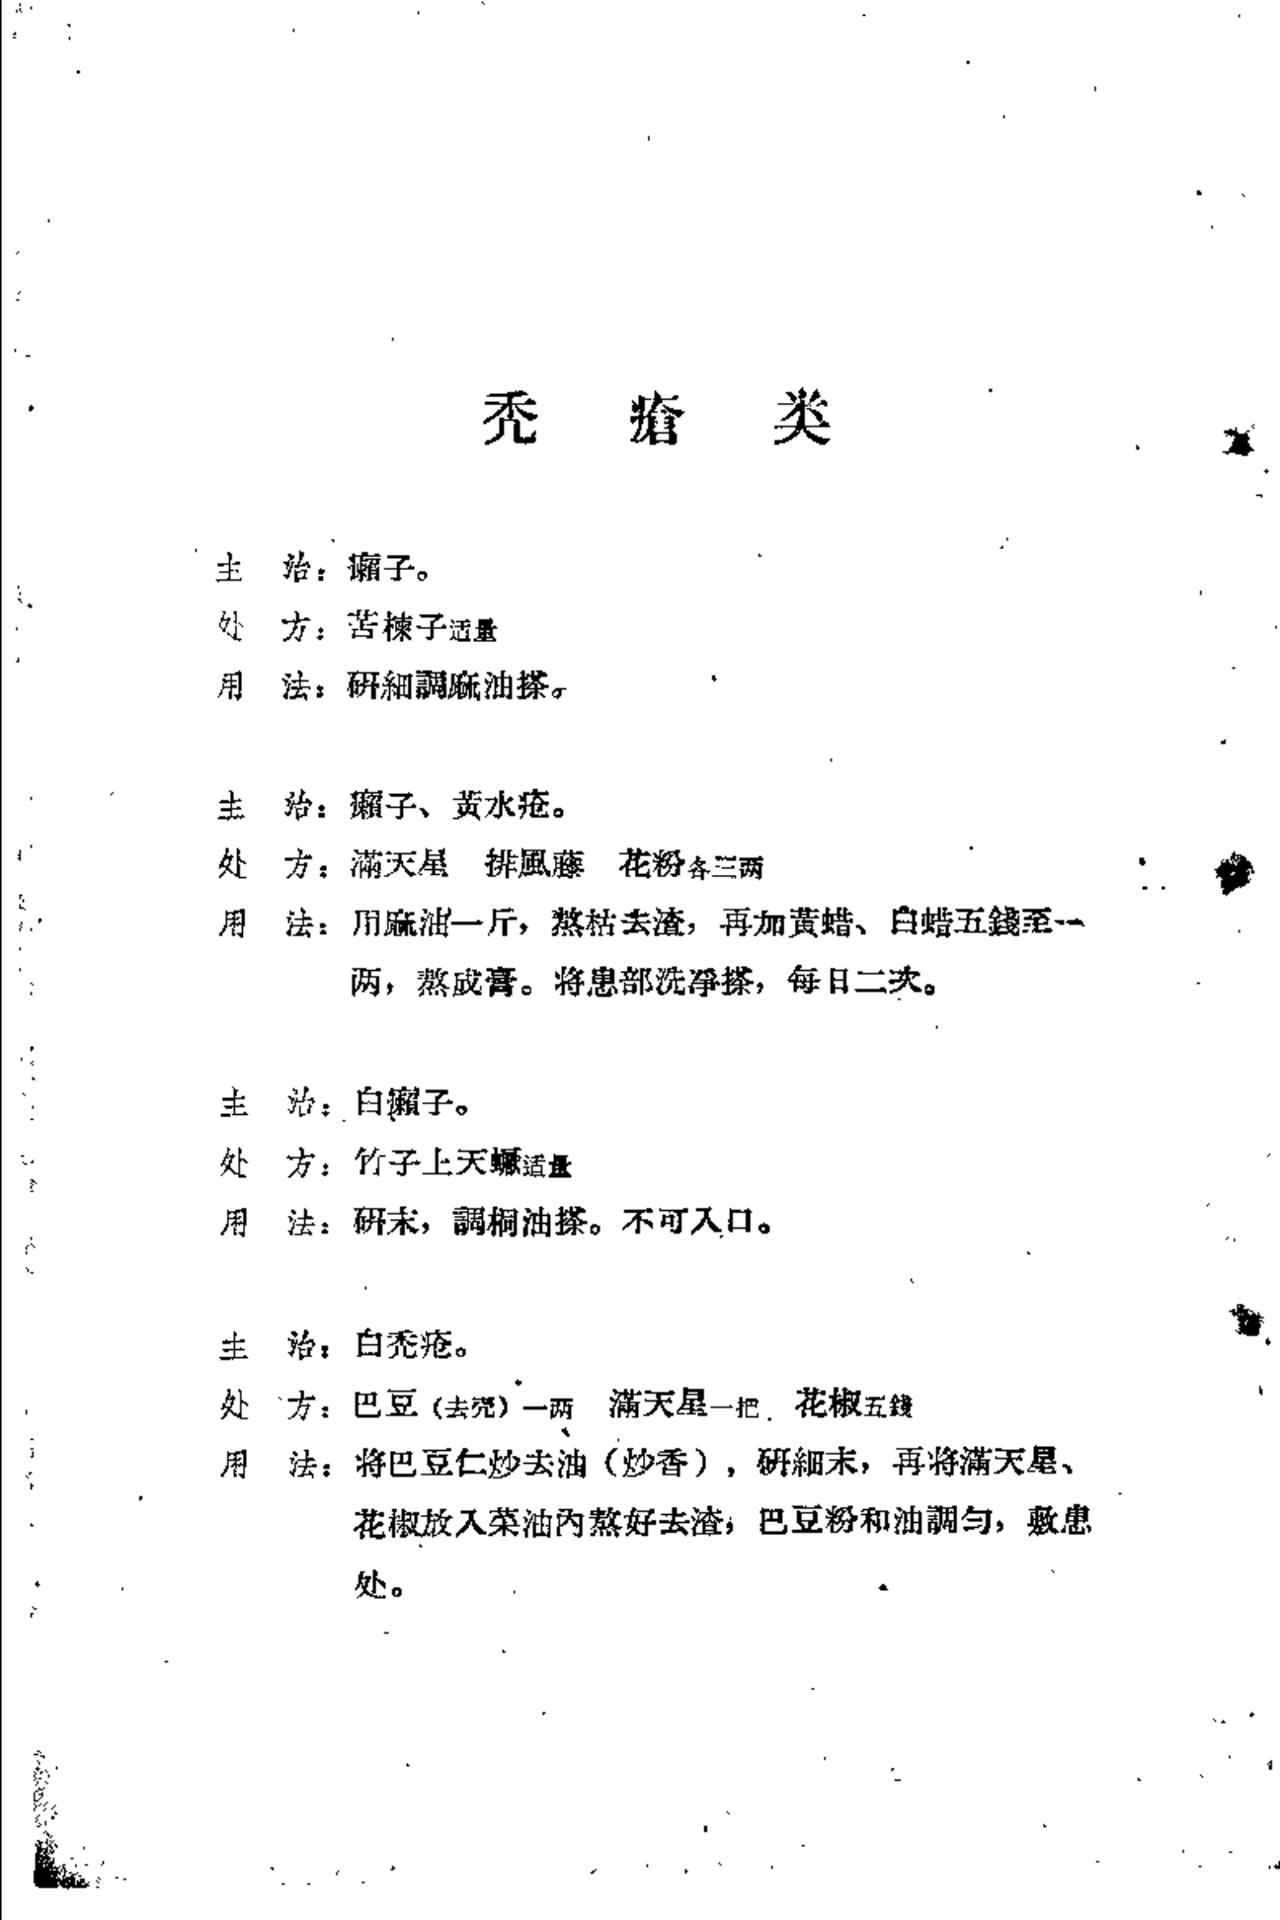 禿瘡类
主治：癩子。
处方：苦楝子适量
用法：研細調麻油搽。
主治：癩子、黃水疮。
处方：滿天星 排風藤 花粉各三两
用法：用麻油一斤，熬枯去渣，再加黃蜡、白蜡五錢至一
两，熬成膏。将患部洗淨搽，每日二次。
主治：白癩子。
处方：竹子上天螺适量
用法：研末，調桐油搽。不可入口。
主治：白禿疮。
处方：巴豆（去壳）一两 滿天星一把 花椒五錢
用法：将巴豆仁炒去油（炒香），研細末，再将滿天星、
花椒放入菜油內熬好去渣，巴豆粉和油調匀，敷患
处。